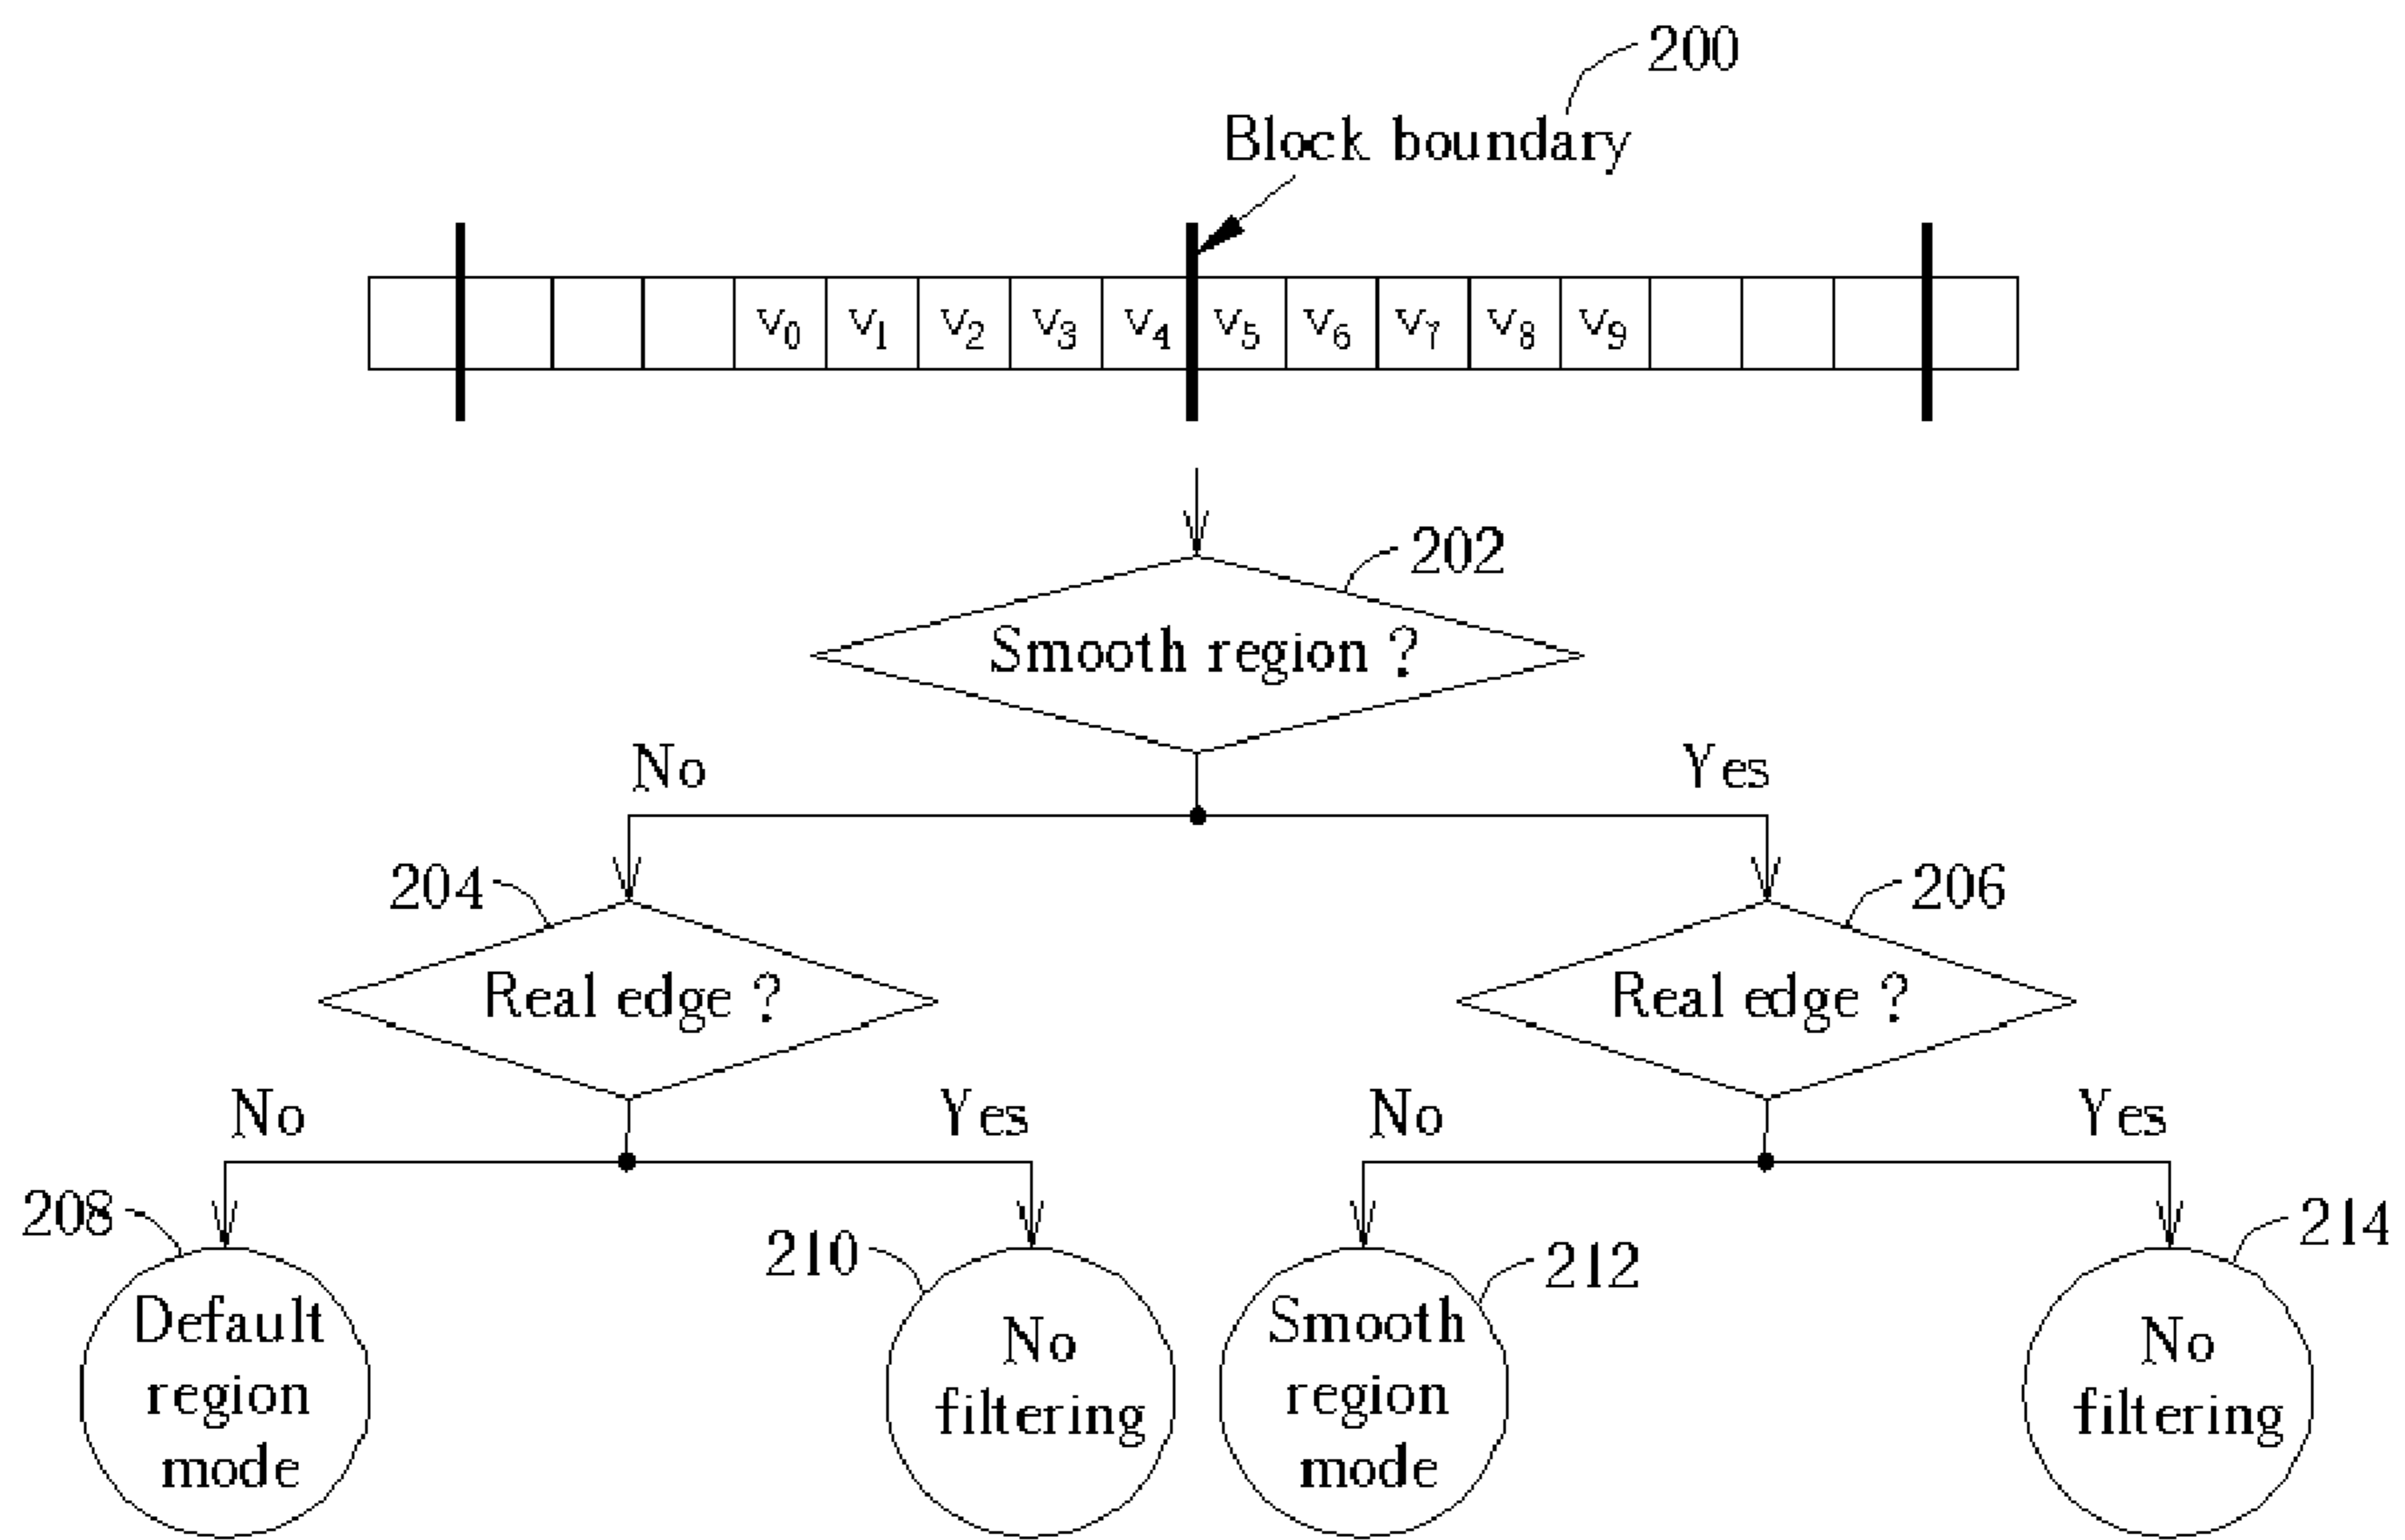 200
Block boundary
v0 v1 v2 v3 v4 v5 v6 v7 v8 v9
202
Smooth region ?
No Yes
204 206
Real edge ? Real edge ?
No Yes No Yes
208 210 212 214
Default
region
mode
No
filtering
Smooth
region
mode
No
filtering